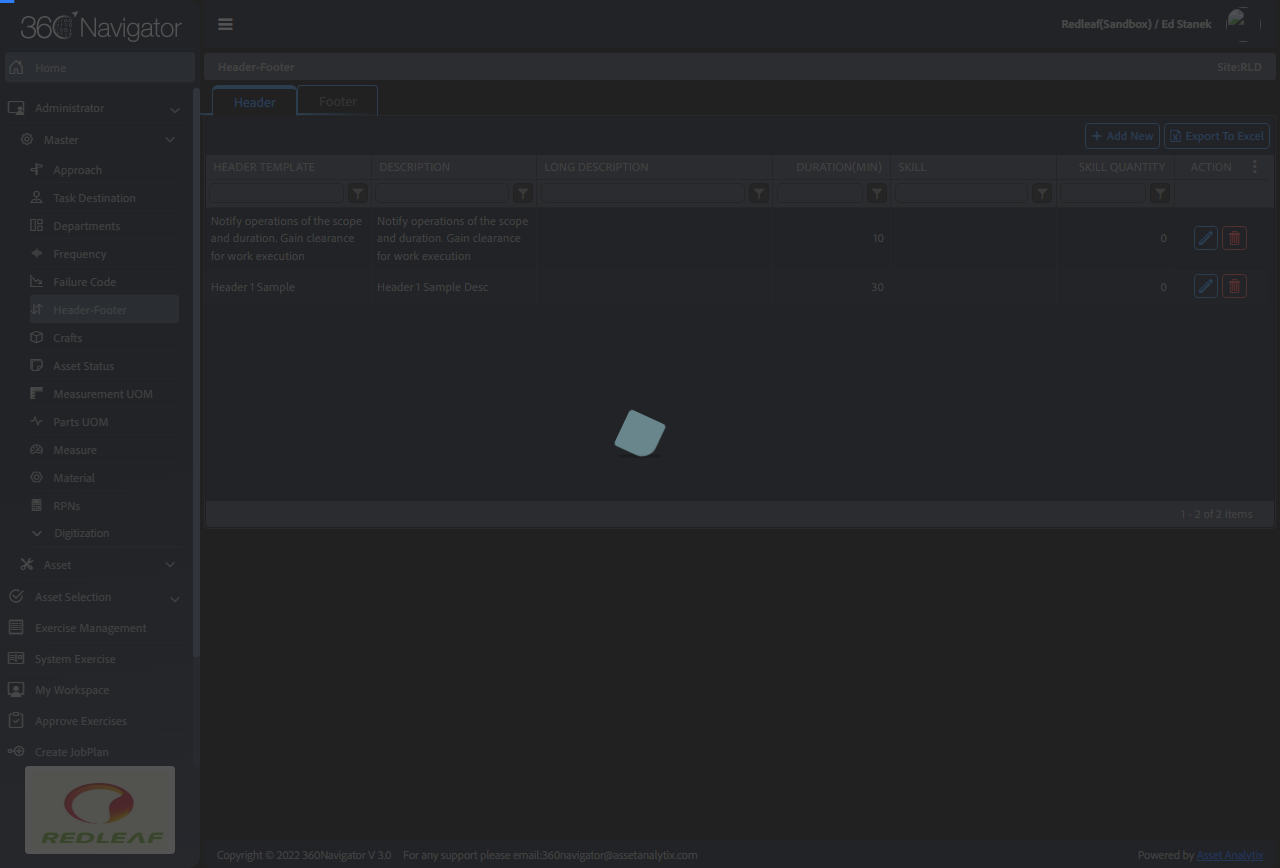 360 Navigator
Redleaf(Sandbox) / Ed Stanek
Home
Header-Footer
Site:RLD
Administrator
Header
Footer
Master
+ Add New
Export To Excel
Approach
Task Destination
Departments
Frequency
Failure Code
Header-Footer
Crafts
Asset Status
Measurement UOM
Parts UOM
Measure
Material
RPNs
Digitization
Asset
Asset Selection
Exercise Management
System Exercise
My Workspace
Approve Exercises
Create JobPlan
REDLEAF
HEADER TEMPLATE DESCRIPTION LONG DESCRIPTION DURATION(MIN) SKILL SKILL QUANTITY ACTION
Notify operations of the scope and duration. Gain clearance for work execution
Notify operations of the scope and duration. Gain clearance for work execution
10 0
Header 1 Sample Header 1 Sample Desc 30 0
1 - 2 of 2 items
Copyright © 2022 360Navigator V 3.0 For any support please email:360navigator@assetanalytix.com
Powered by Asset Analytix